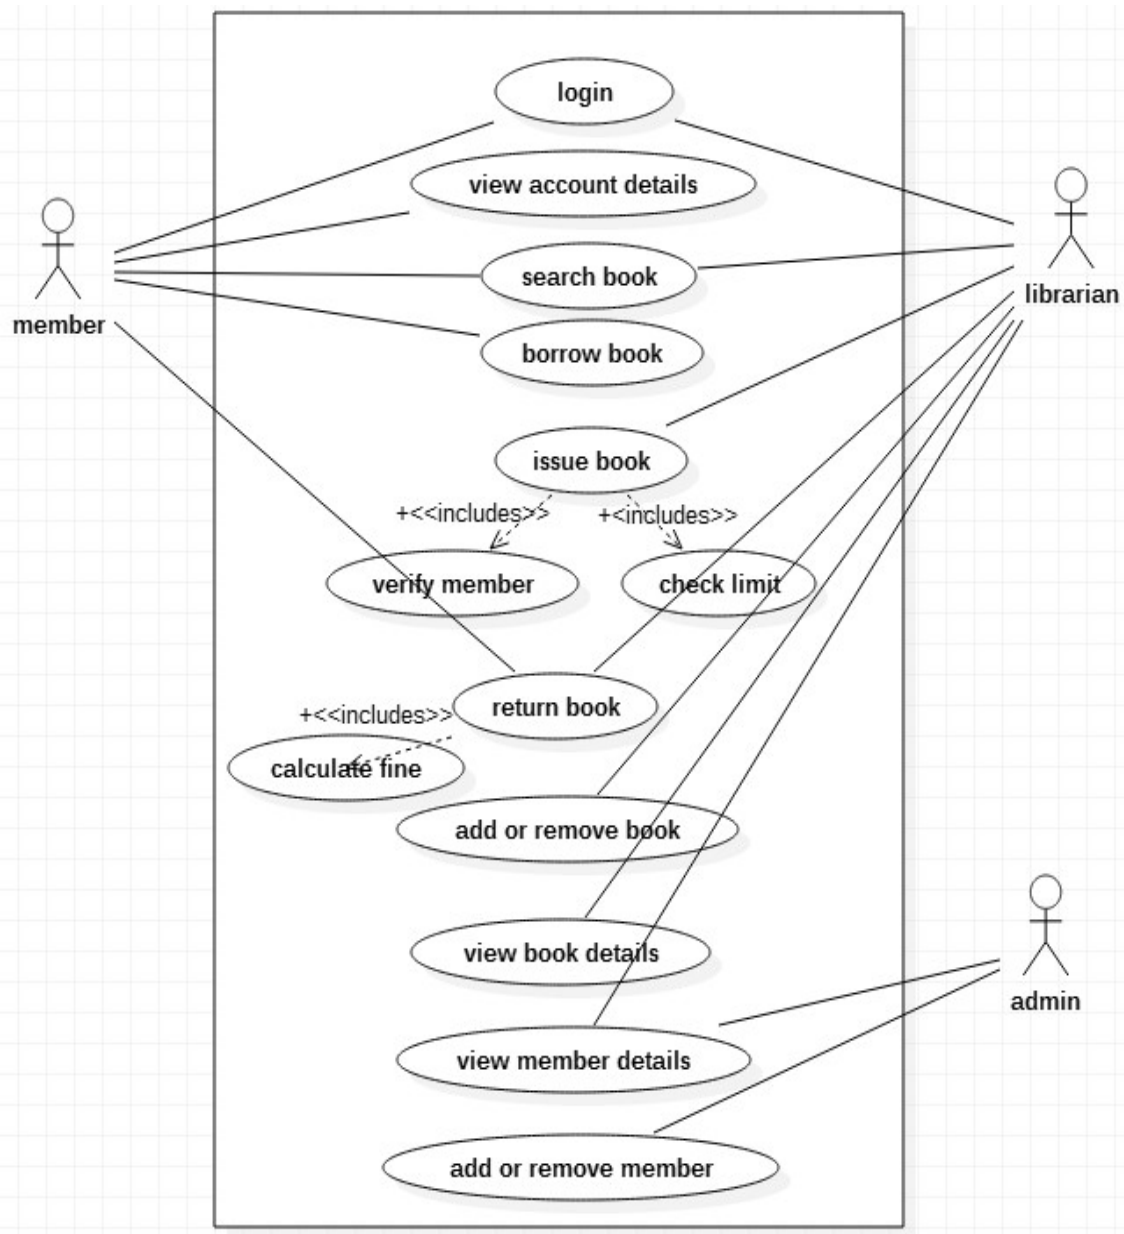 login
view account details
search book
member
librarian
borrow book
issue book
+<<includes>>
+<includes>>
verify member
check limit
return book
+<<includes>>
calculate fine
add or remove book
view book details
admin
view member details
add or remove member